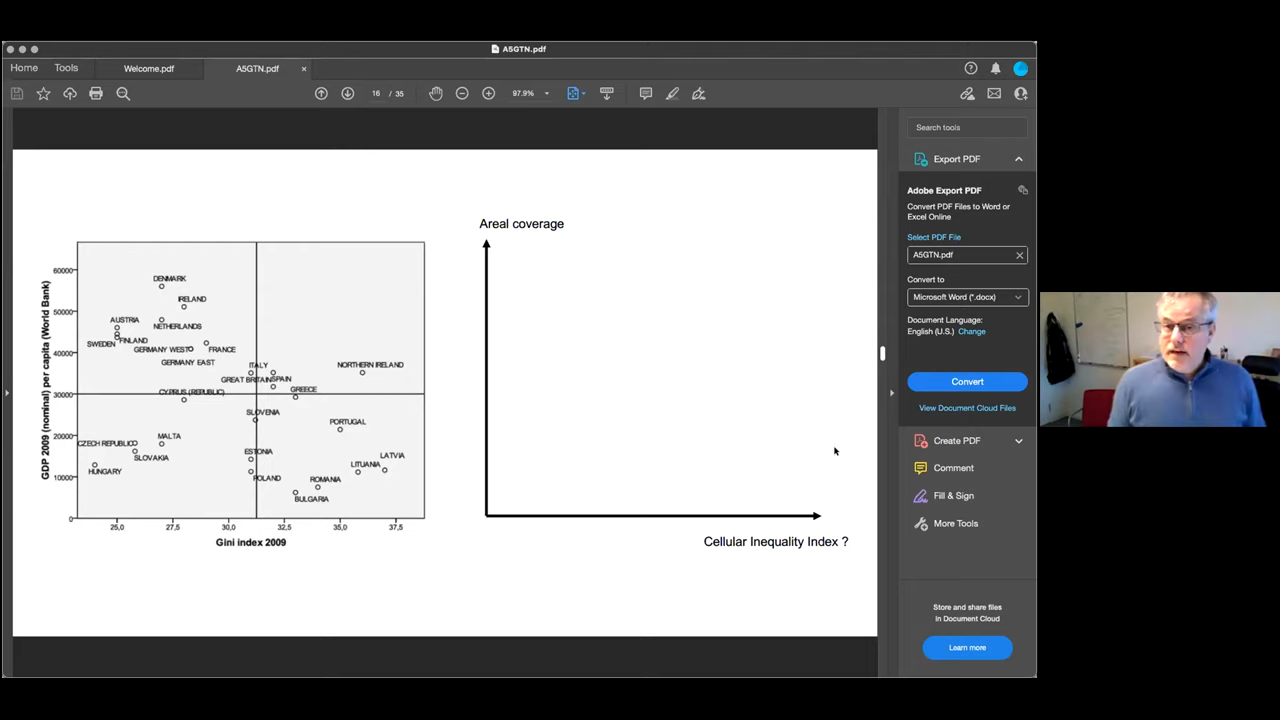 A5GTN.pdf
Home Tools Welcome.pdf A5GTN.pdf ×
16 / 35 97.9%
Search tools
Export PDF
Adobe Export PDF
Convert PDF Files to Word or
Excel Online
Select PDF File
A5GTN.pdf
Convert to
Microsoft Word (*.docx)
Document Language:
English (U.S.) Change
Convert
View Document Cloud Files
Create PDF
Comment
Fill & Sign
More Tools
Store and share files
in Document Cloud
Learn more
GDP 2009 (nominal) per capita (World Bank)
60000
50000
40000
30000
20000
10000
0
DENMARK
IRELAND
AUSTRIA
NETHERLANDS
FINLAND
SWEDEN
GERMANY WEST
FRANCE
GERMANY EAST
ITALY
NORTHERN IRELAND
GREAT BRITAIN
SPAIN
CYPRUS (REPUBLIC)
GREECE
SLOVENIA
PORTUGAL
MALTA
CZECH REPUBLIC
SLOVAKIA
ESTONIA
LATVIA
LITUANIA
HUNGARY
POLAND
ROMANIA
BULGARIA
25,0 27,5 30,0 32,5 35,0 37,5
Gini index 2009
Areal coverage
Cellular Inequality Index ?